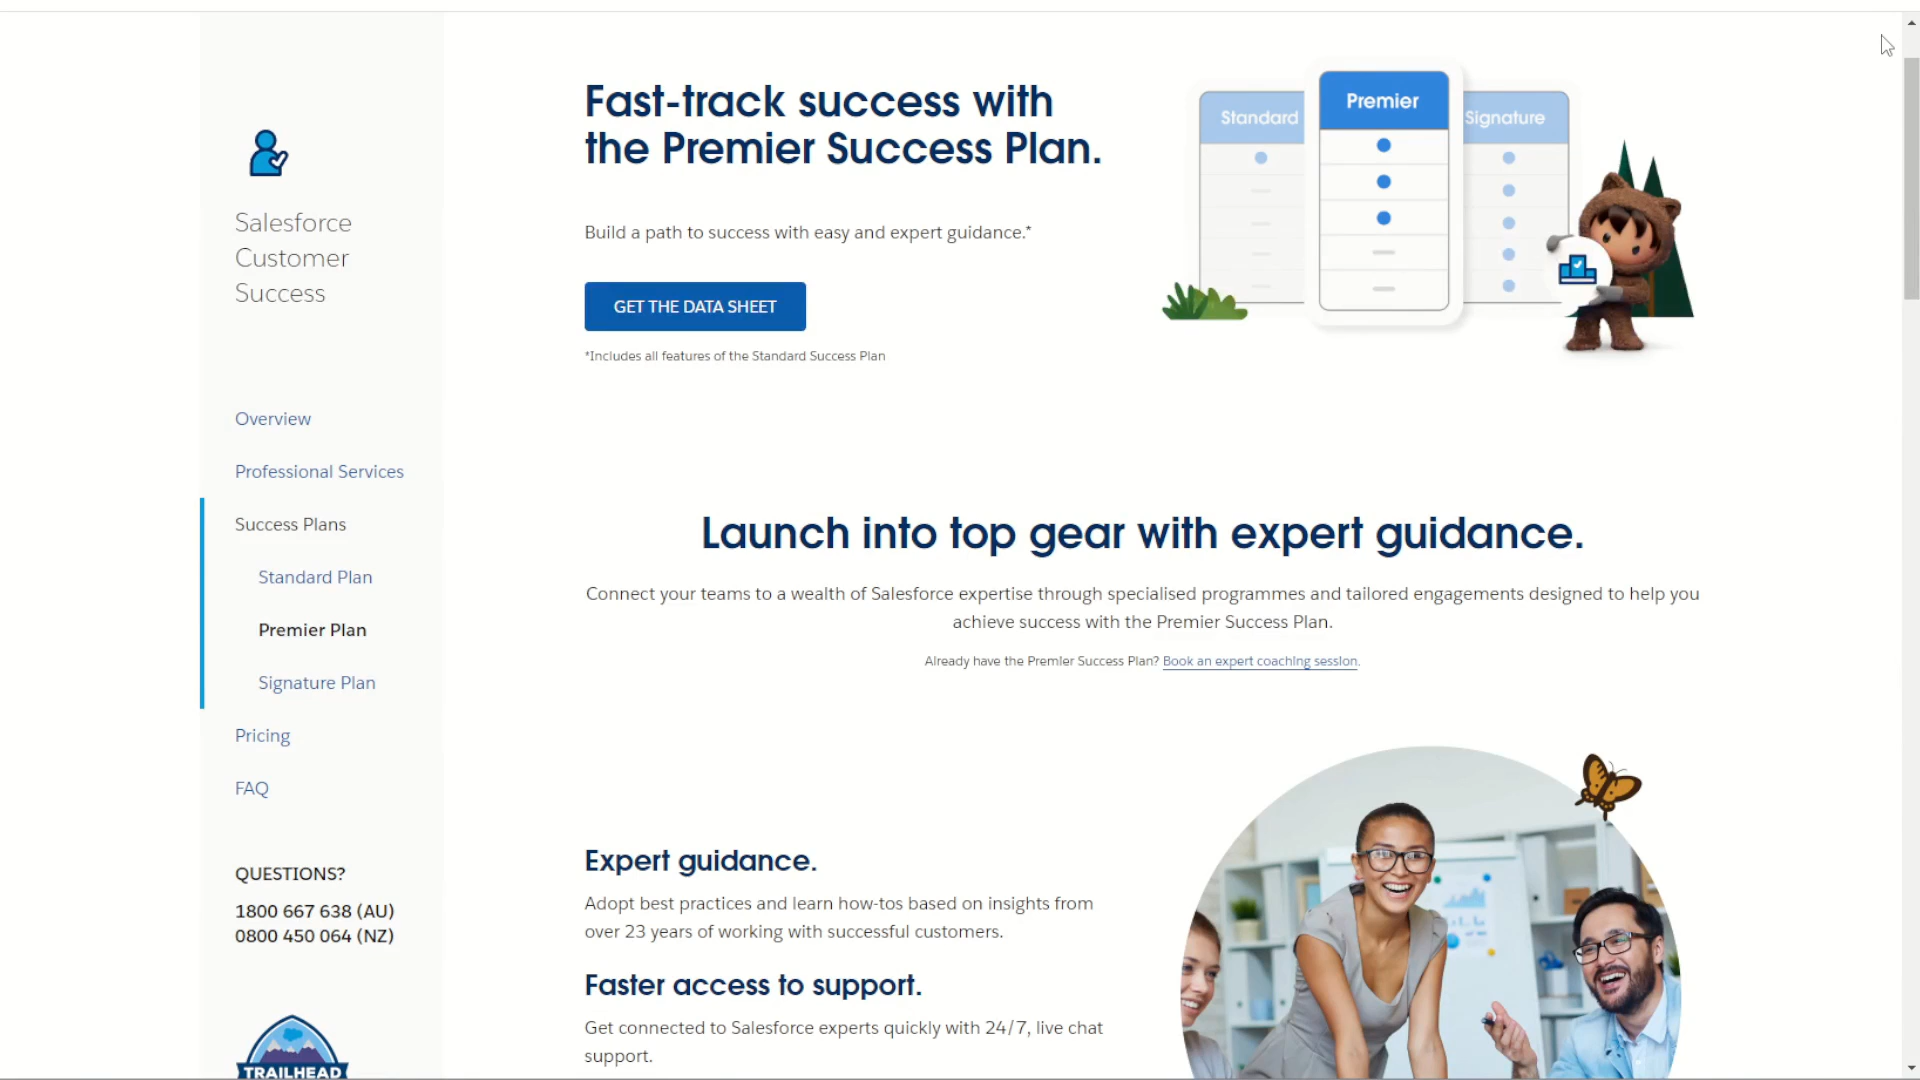 Salesforce
Customer
Success
Overview
Professional Services
Success Plans
Standard Plan
Premier Plan
Signature Plan
Pricing
FAQ
QUESTIONS?
1800 667 638 (AU)
0800 450 064 (NZ)
TRAILHEAD
Fast-track success with
the Premier Success Plan.
Build a path to success with easy and expert guidance.*
GET THE DATA SHEET
*Includes all features of the Standard Success Plan
Standard
Premier
Signature
Launch into top gear with expert guidance.
Connect your teams to a wealth of Salesforce expertise through specialised programmes and tailored engagements designed to help you
achieve success with the Premier Success Plan.
Already have the Premier Success Plan? Book an expert coaching session.
Expert guidance.
Adopt best practices and learn how-tos based on insights from
over 23 years of working with successful customers.
Faster access to support.
Get connected to Salesforce experts quickly with 24/7, live chat
support.